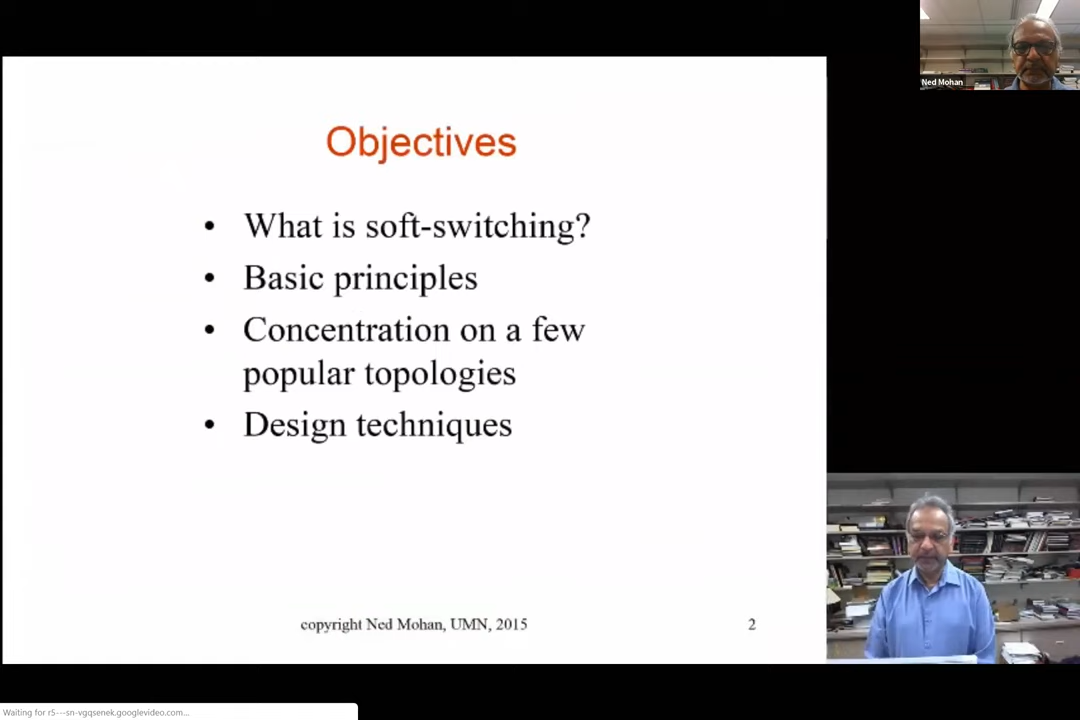 Ned Mohan
Objectives
• What is soft-switching?
• Basic principles
• Concentration on a few
popular topologies
• Design techniques
copyright Ned Mohan, UMN, 2015
2
Waiting for r5---sn-vgqsenek.googlevideo.com...